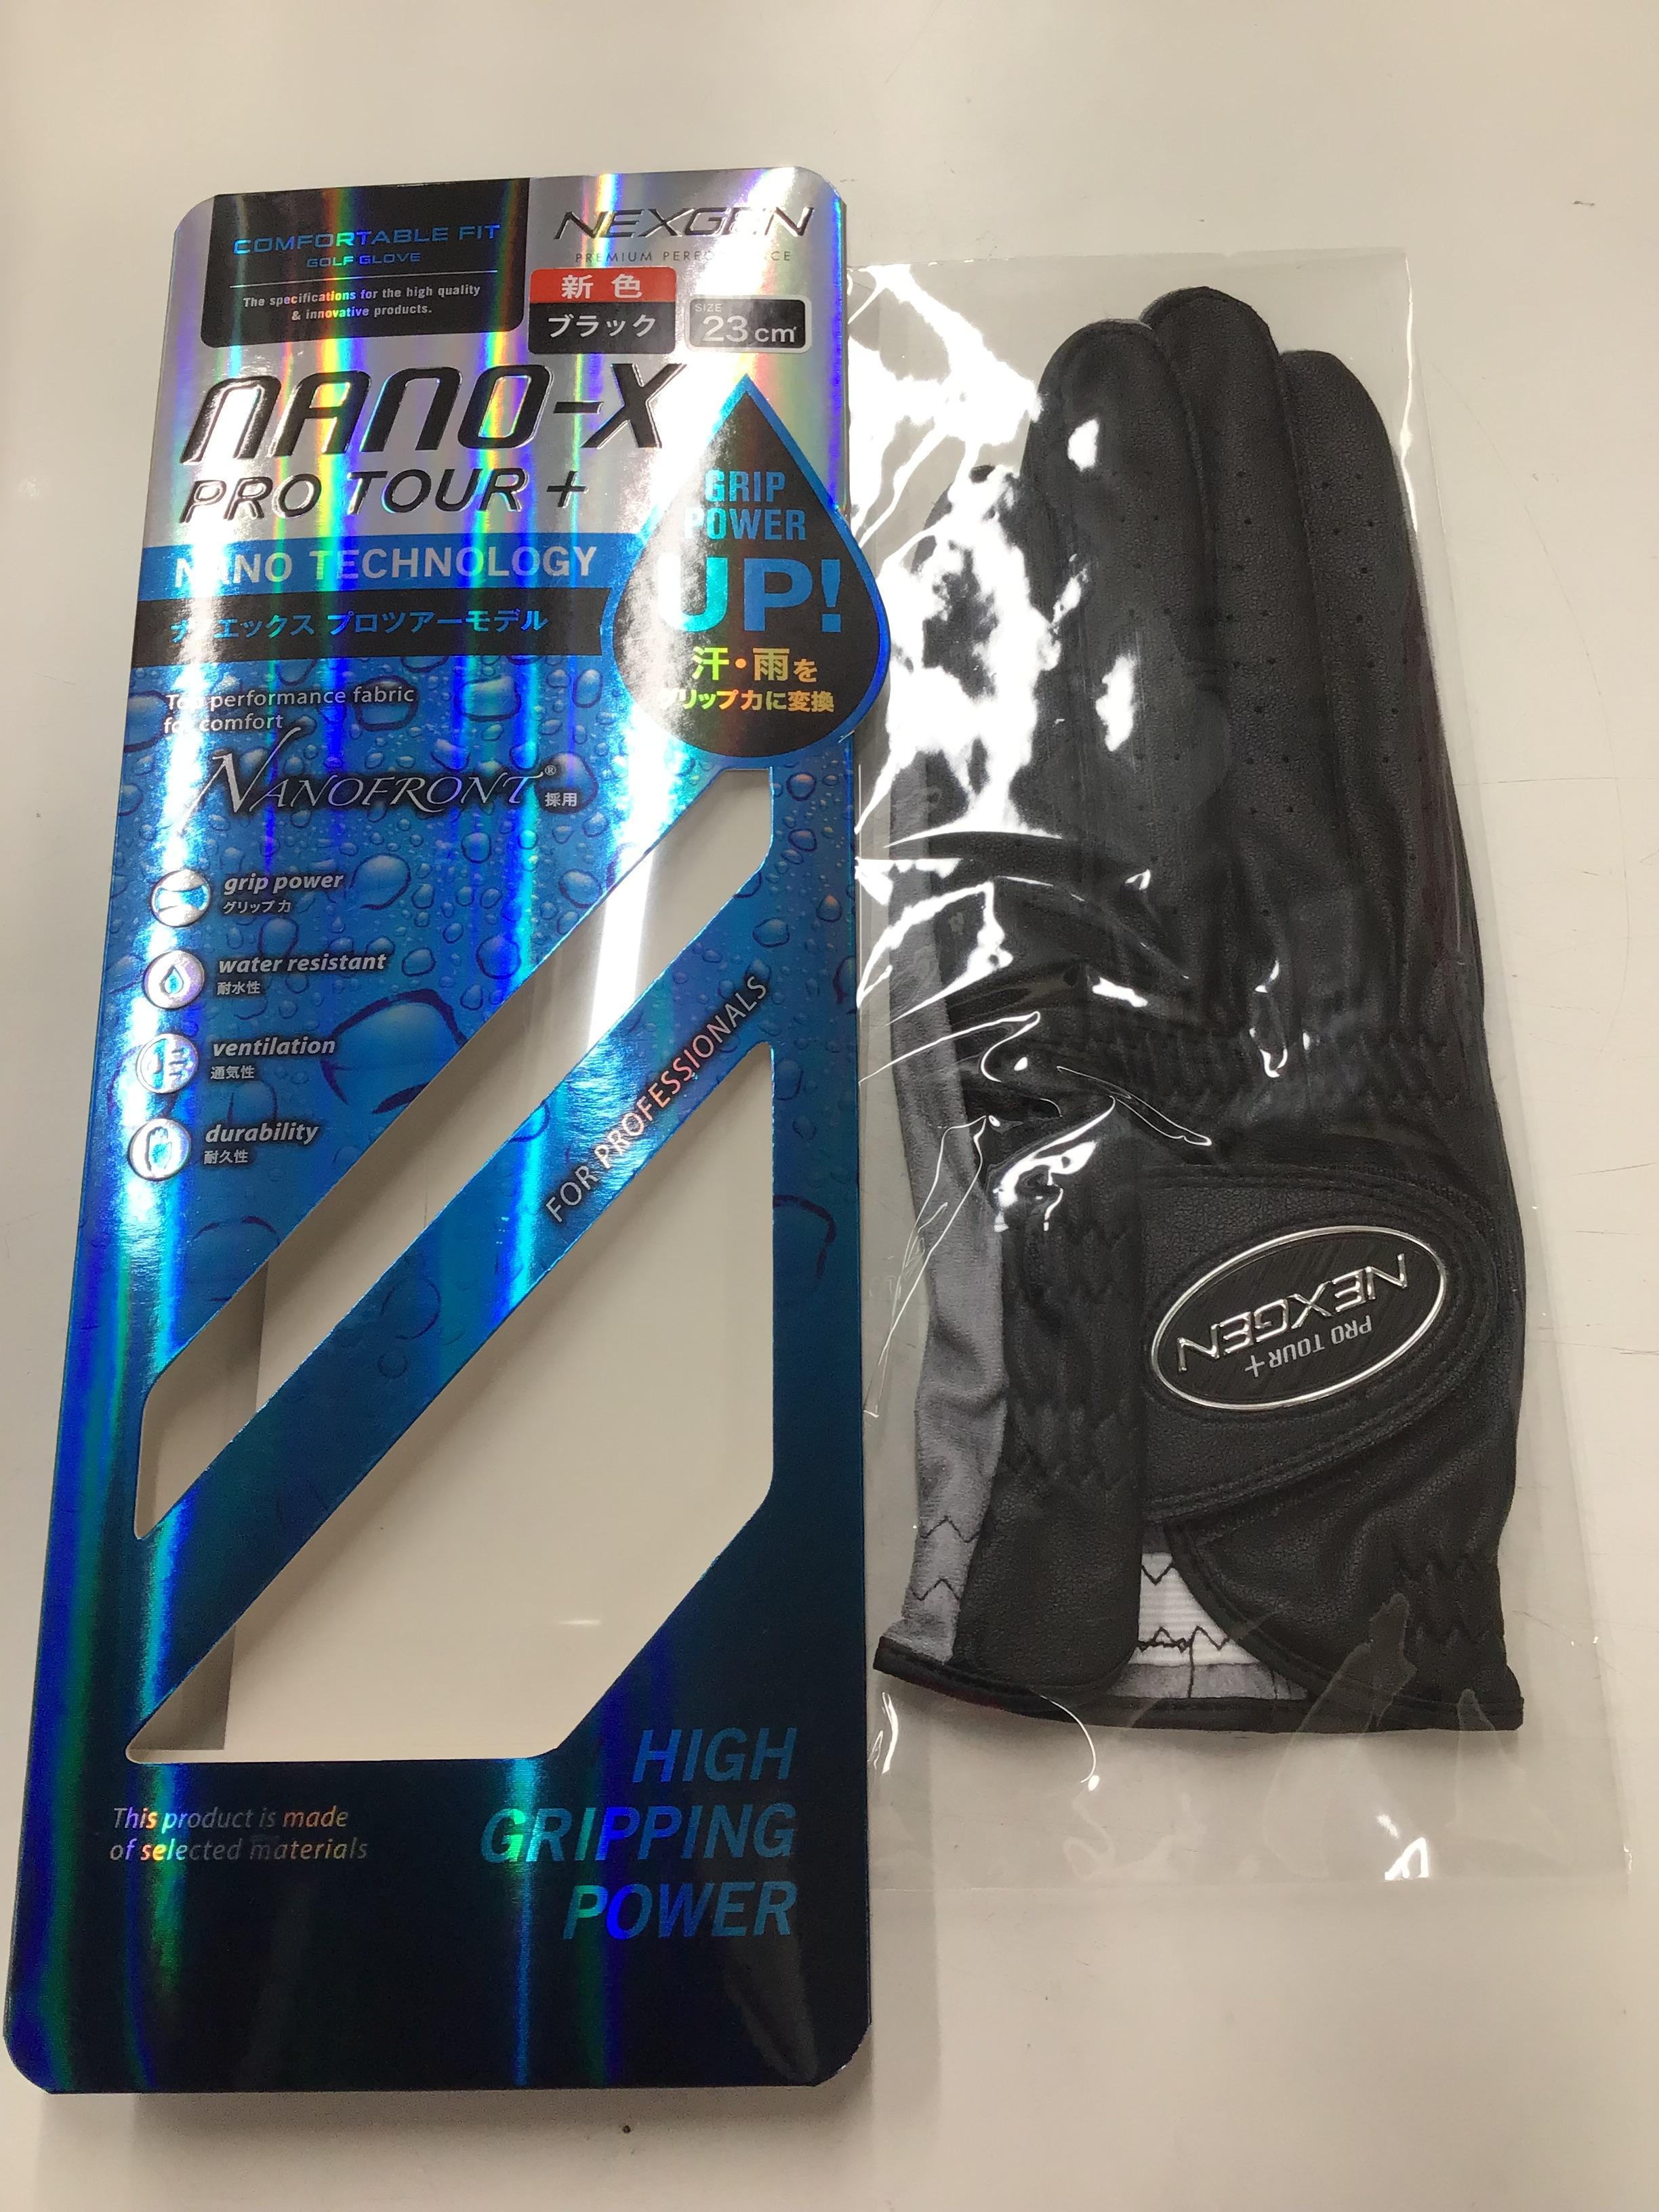 COMFORTABLE FIT
GOLF GLOVE
The specifications for the high quality
& innovative products.
NEXGEN
PREMIUM PERFORMANCE
新色
ブラック
SIZE
23cm
NANO-X
PRO TOUR +
NANO TECHNOLOGY
ナノエックス プロツアーモデル
GRIP
POWER
UP!
汗・雨を
グリップ力に変換
Top performance fabric
for comfort
NANOFRONT® 採用
grip power
グリップ力
water resistant
耐水性
ventilation
通気性
durability
耐久性
FOR PROFESSIONALS
This product is made
of selected materials
HIGH
GRIPPING
POWER
NEXGEN
PRO TOUR+